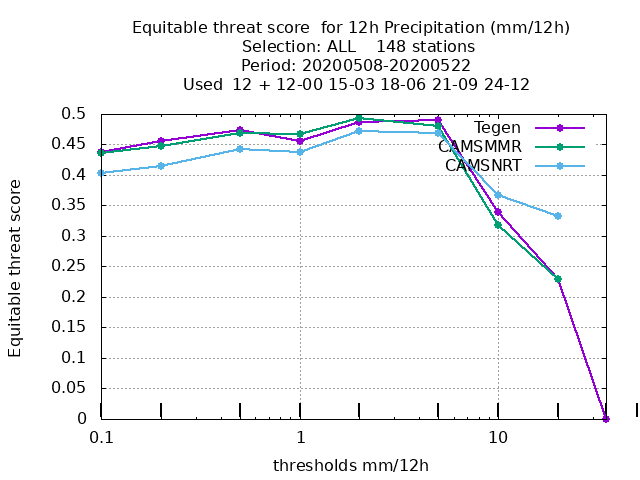 Equitable threat score  for 12h Precipitation (mm/12h)
Selection: ALL    148 stations
Period: 20200508-20200522
Used  12 + 12-00 15-03 18-06 21-09 24-12
Tegen
CAMSMMR
CAMSNRT
Equitable threat score
0.5
0.45
0.4
0.35
0.3
0.25
0.2
0.15
0.1
0.05
0
0.1 1 10
thresholds mm/12h